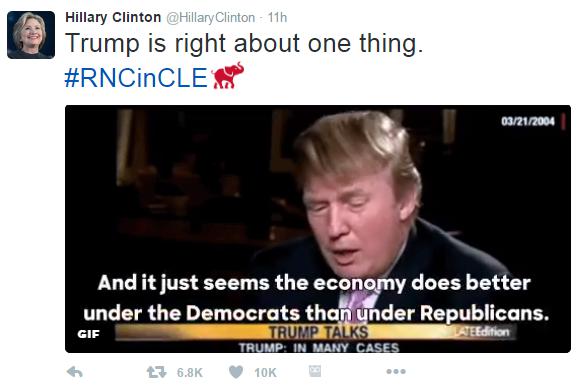 Hillary Clinton @HillaryClinton · 11h
Trump is right about one thing.
#RNCinCLE
03/21/2004
And it just seems the economy does better
under the Democrats than under Republicans.
GIF
TRUMP TALKS
LATEEdition
TRUMP: IN MANY CASES
6.8K 10K